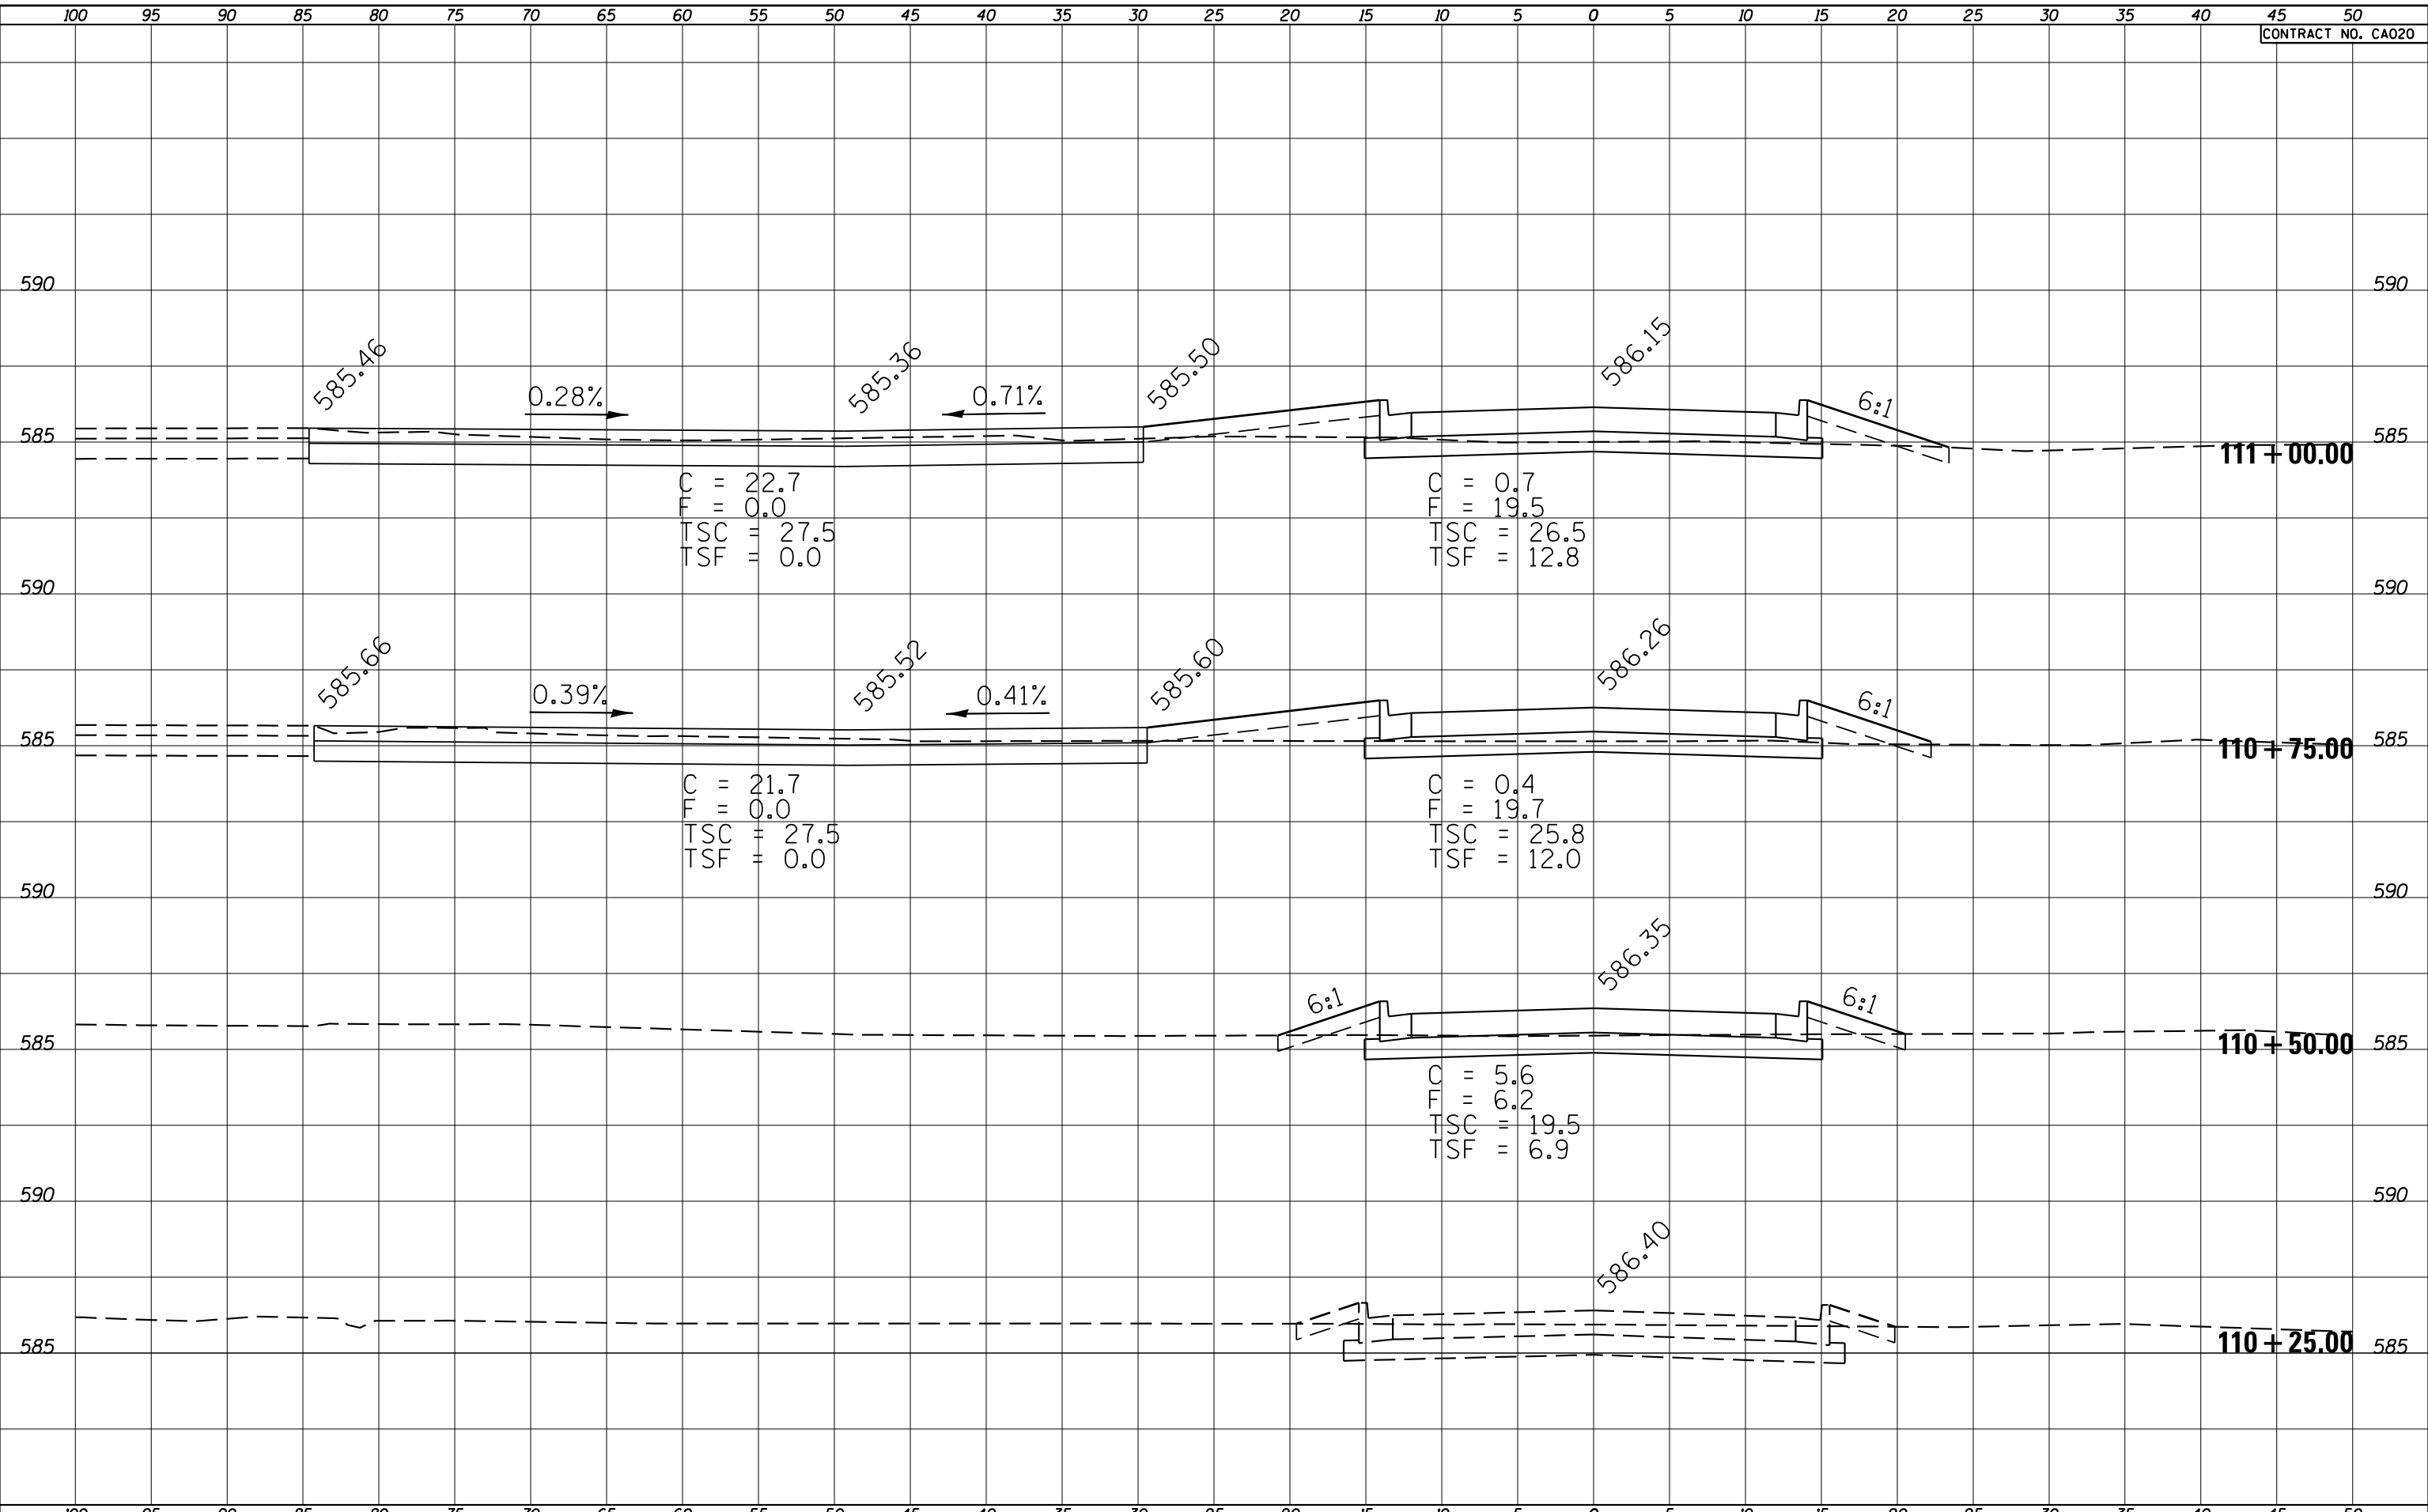 100 95 90 85 80 75 70 65 60 55 50 45 40 35 30 25 20 15 10 5 0 5 10 15 20 25 30 35 40 45 50
CONTRACT NO. CA020
590 590
585.46 0.28% 585.36 0.71% 585.50 586.15 6:1
585 111+00.00 585
C = 22.7
F = 0.0
TSC = 27.5
TSF = 0.0
C = 0.7
F = 19.5
TSC = 26.5
TSF = 12.8
590 590
585.66 0.39% 585.52 0.41% 585.60 586.26 6:1
585 110+75.00 585
C = 21.7
F = 0.0
TSC = 27.5
TSF = 0.0
C = 0.4
F = 19.7
TSC = 25.8
TSF = 12.0
590 590
6:1 586.35 6:1
585 110+50.00 585
C = 5.6
F = 6.2
TSC = 19.5
TSF = 6.9
590 590
586.40
585 110+25.00 585